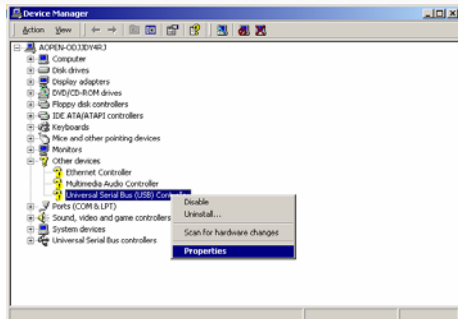 Device Manager
Action View
AOPEN-ODJJDY4RJ
Computer
Disk drives
Display adapters
DVD/CD-ROM drives
Floppy disk controllers
IDE ATA/ATAPI controllers
Keyboards
Mice and other pointing devices
Monitors
Other devices
Ethernet Controller
Multimedia Audio Controller
Universal Serial Bus (USB) Controller
Ports (COM & LPT)
Sound, video and game controllers
System devices
Universal Serial Bus controllers
Disable
Uninstall...
Scan for hardware changes
Properties